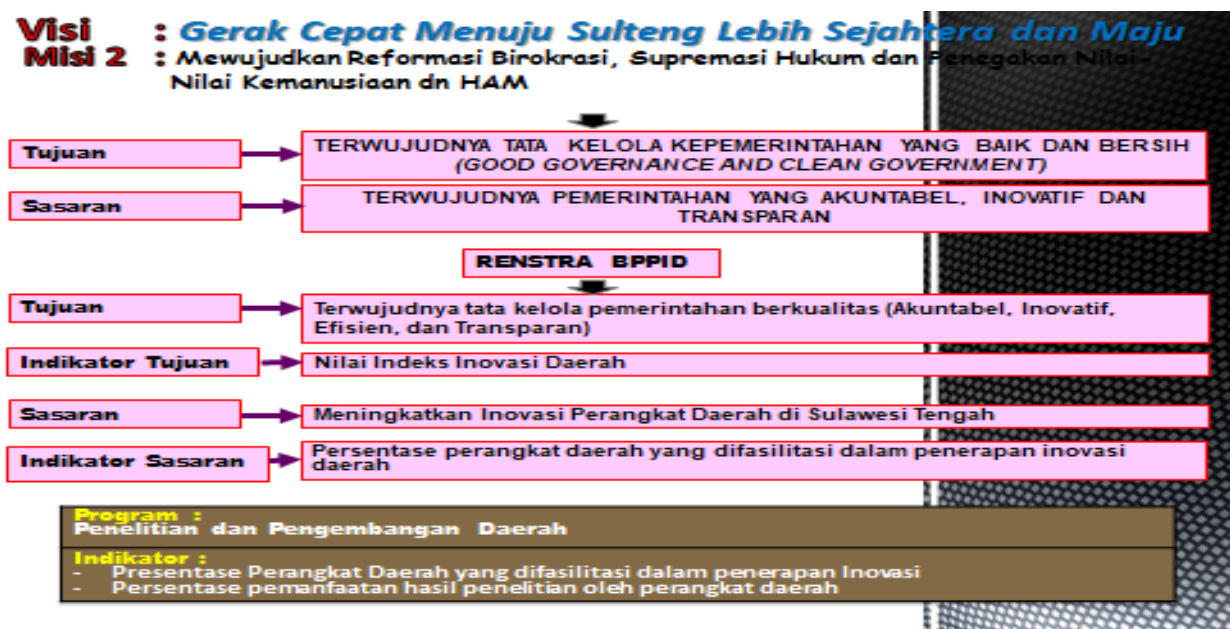 Visi : Gerak Cepat Menuju Sulteng Lebih Sejahtera dan Maju
Misi 2 : Mewujudkan Reformasi Birokrasi, Supremasi Hukum dan Penegakan Nilai-
Nilai Kemanusiaan dn HAM
Tujuan
TERWUJUDNYA TATA KELOLA KEPEMERINTAHAN YANG BAIK DAN BERSIH
(GOOD GOVERNANCE AND CLEAN GOVERNMENT)
Sasaran
TERWUJUDNYA PEMERINTAHAN YANG AKUNTABEL, INOVATIF DAN
TRANSPARAN
RENSTRA BPPID
Tujuan
Terwujudnya tata kelola pemerintahan berkualitas (Akuntabel, Inovatif,
Efisien, dan Transparan)
Indikator Tujuan
Nilai Indeks Inovasi Daerah
Sasaran
Meningkatkan Inovasi Perangkat Daerah di Sulawesi Tengah
Indikator Sasaran
Persentase perangkat daerah yang difasilitasi dalam penerapan inovasi
daerah
Program :
Penelitian dan Pengembangan Daerah
Indikator :
- Presentase Perangkat Daerah yang difasilitasi dalam penerapan Inovasi
- Persentase pemanfaatan hasil penelitian oleh perangkat daerah